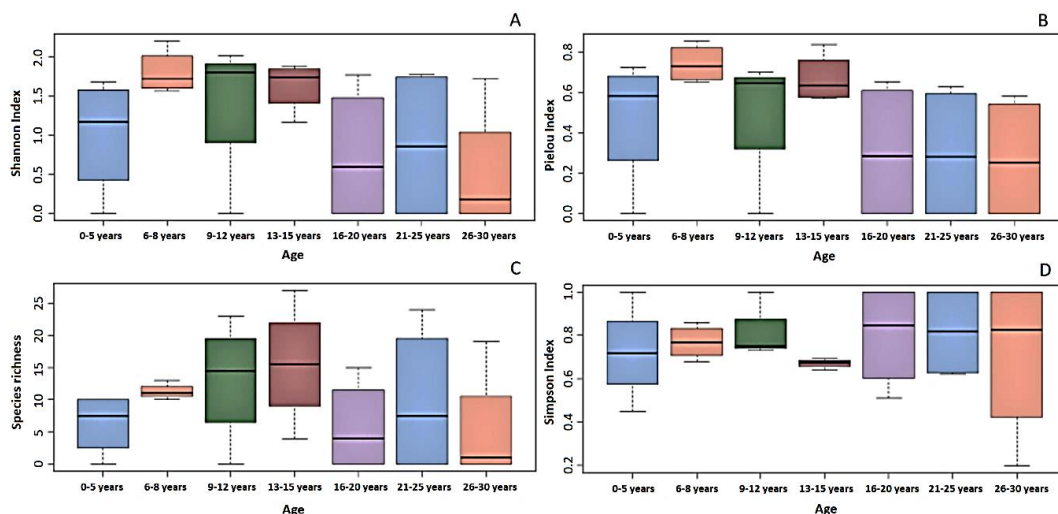 A
Shannon Index
2.0
1.5
1.0
0.5
0.0
0-5 years 6-8 years 9-12 years 13-15 years 16-20 years 21-25 years 26-30 years
Age
B
Pielou Index
0.8
0.6
0.4
0.2
0.0
0-5 years 6-8 years 9-12 years 13-15 years 16-20 years 21-25 years 26-30 years
Age
C
Species richness
25
20
15
10
5
0
0-5 years 6-8 years 9-12 years 13-15 years 16-20 years 21-25 years 26-30 years
Age
D
Simpson Index
1.0
0.8
0.6
0.4
0.2
0-5 years 6-8 years 9-12 years 13-15 years 16-20 years 21-25 years 26-30 years
Age